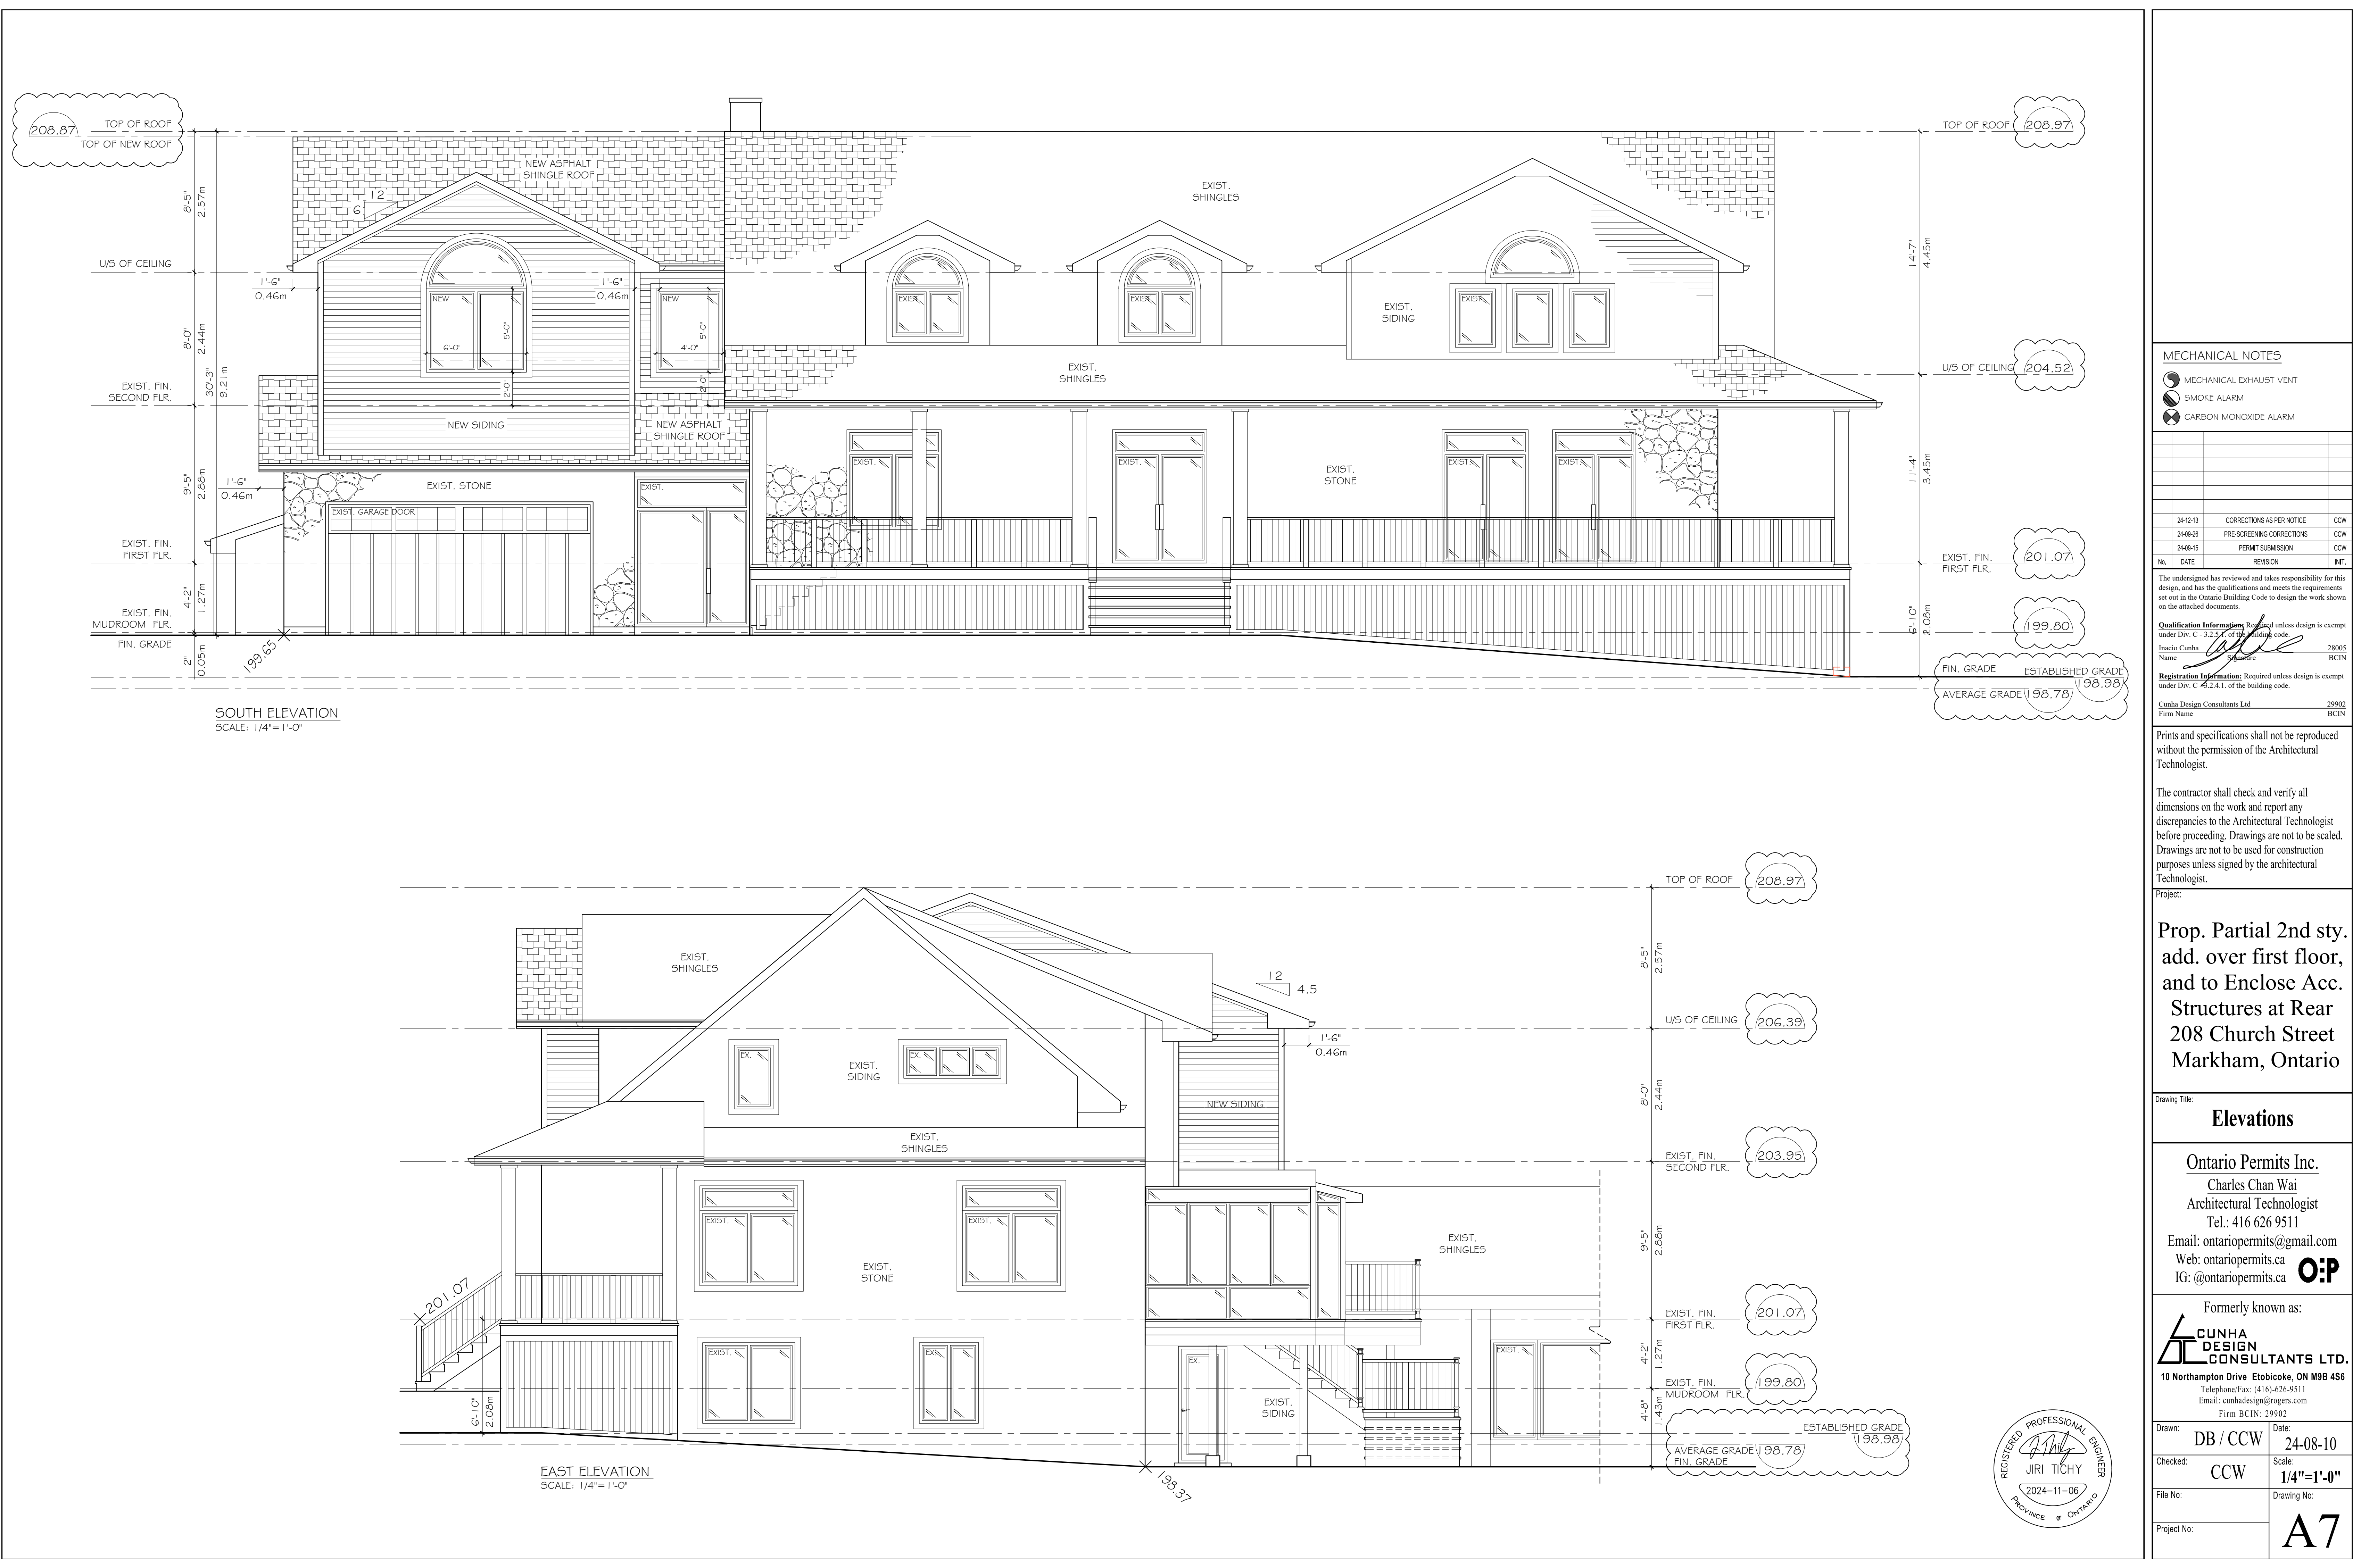 208.87
TOP OF ROOF
TOP OF NEW ROOF
8'-5"
2.57m
U/S OF CEILING
1'-6"
0.46m
8'-0"
2.44m
30'-3"
9.21m
EXIST. FIN.
SECOND FLR.
9'-5"
2.88m
1'-6"
0.46m
EXIST. FIN.
FIRST FLR.
4'-2"
1.27m
EXIST. FIN.
MUDROOM FLR.
FIN. GRADE
2"
0.05m
199.65
NEW ASPHALT
SHINGLE ROOF
12
6
1'-6"
0.46m
NEW
NEW
5'-0"
6'-0"
2'-0"
5'-0"
4'-0"
2'-0"
NEW SIDING
NEW ASPHALT
SHINGLE ROOF
EXIST. STONE
EXIST. GARAGE DOOR
EXIST.
EXIST.
SHINGLES
EXIST.
EXIST.
EXIST.
EXIST.
SIDING
EXIST.
SHINGLES
EXIST.
EXIST.
EXIST.
STONE
EXIST.
EXIST.
TOP OF ROOF
208.97
14'-7"
4.45m
U/S OF CEILING
204.52
11'-4"
3.45m
EXIST. FIN.
FIRST FLR.
201.07
6'-10"
2.08m
199.80
FIN. GRADE
ESTABLISHED GRADE
198.98
AVERAGE GRADE
198.78
SOUTH ELEVATION
SCALE: 1/4"=1'-0"
TOP OF ROOF
208.97
8'-5"
2.57m
EXIST.
SHINGLES
12
4.5
U/S OF CEILING
206.39
1'-6"
0.46m
EX.
EX.
EXIST.
SIDING
NEW SIDING
8'-0"
2.44m
EXIST.
SHINGLES
EXIST. FIN.
SECOND FLR.
203.95
EXIST.
EXIST.
EXIST.
STONE
EXIST.
SHINGLES
9'-5"
2.88m
201.07
EXIST. FIN.
FIRST FLR.
201.07
EXIST.
EXIST.
EX.
EXIST.
4'-2"
1.27m
EXIST. FIN.
MUDROOM FLR.
199.80
6'-10"
2.08m
EXIST.
SIDING
4'-8"
1.43m
ESTABLISHED GRADE
198.98
AVERAGE GRADE
198.78
FIN. GRADE
198.37
EAST ELEVATION
SCALE: 1/4"=1'-0"
REGISTERED PROFESSIONAL ENGINEER
JIRI TICHY
2024-11-06
PROVINCE OF ONTARIO
MECHANICAL NOTES
MECHANICAL EXHAUST VENT
SMOKE ALARM
CARBON MONOXIDE ALARM
24-12-13 CORRECTIONS AS PER NOTICE CCW
24-09-26 PRE-SCREENING CORRECTIONS CCW
24-09-15 PERMIT SUBMISSION CCW
No. DATE REVISION INIT.
The undersigned has reviewed and takes responsibility for this
design, and has the qualifications and meets the requirements
set out in the Ontario Building Code to design the work shown
on the attached documents.
Qualification Information: Required unless design is exempt
under Div. C - 3.2.5.1. of the building code.
Inacio Cunha 28005
Name Signature BCIN
Registration Information: Required unless design is exempt
under Div. C - 3.2.4.1. of the building code.
Cunha Design Consultants Ltd 29902
Firm Name BCIN
Prints and specifications shall not be reproduced
without the permission of the Architectural
Technologist.
The contractor shall check and verify all
dimensions on the work and report any
discrepancies to the Architectural Technologist
before proceeding. Drawings are not to be scaled.
Drawings are not to be used for construction
purposes unless signed by the architectural
Technologist.
Project:
Prop. Partial 2nd sty.
add. over first floor,
and to Enclose Acc.
Structures at Rear
208 Church Street
Markham, Ontario
Drawing Title:
Elevations
Ontario Permits Inc.
Charles Chan Wai
Architectural Technologist
Tel.: 416 626 9511
Email: ontariopermits@gmail.com
Web: ontariopermits.ca
IG: @ontariopermits.ca
Formerly known as:
CUNHA
DESIGN
CONSULTANTS LTD.
10 Northampton Drive Etobicoke, ON M9B 4S6
Telephone/Fax: (416)-626-9511
Email: cunhadesign@rogers.com
Firm BCIN: 29902
Drawn:
DB / CCW
Date:
24-08-10
Checked:
CCW
Scale:
1/4"=1'-0"
File No:
Drawing No:
A7
Project No: